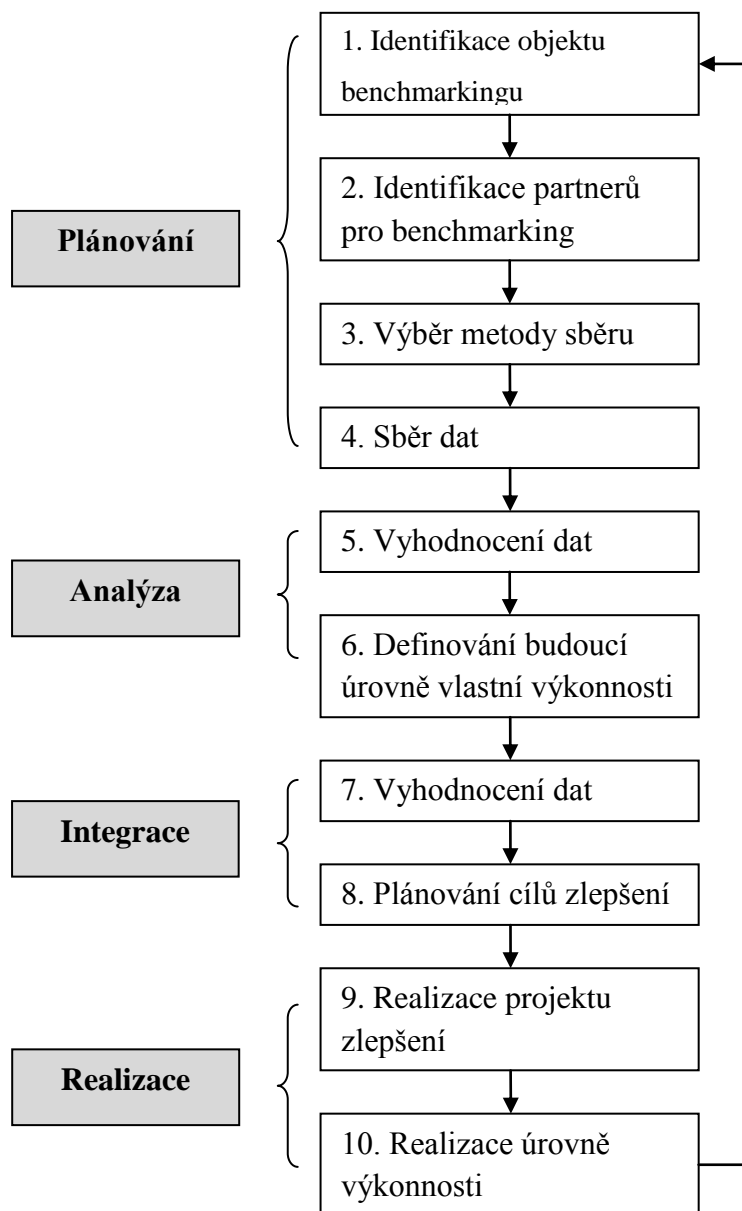 1. Identifikace objektu
benchmarkingu
2. Identifikace partnerů
pro benchmarking
Plánování
3. Výběr metody sběru
4. Sběr dat
5. Vyhodnocení dat
Analýza
6. Definování budoucí
úrovně vlastní výkonnosti
7. Vyhodnocení dat
Integrace
8. Plánování cílů zlepšení
9. Realizace projektu
zlepšení
Realizace
10. Realizace úrovně
výkonnosti